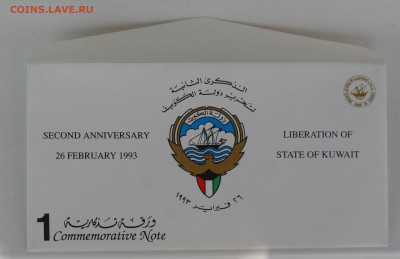 COINS.LAVE.RU
الذكرى الثانية
لتحرير دولة الكويت
دولة الكويت
SECOND ANNIVERSARY
26 FEBRUARY 1993
LIBERATION OF
STATE OF KUWAIT
٢٦ فبراير ١٩٩٣
1
ورقة تذكارية
Commemorative Note